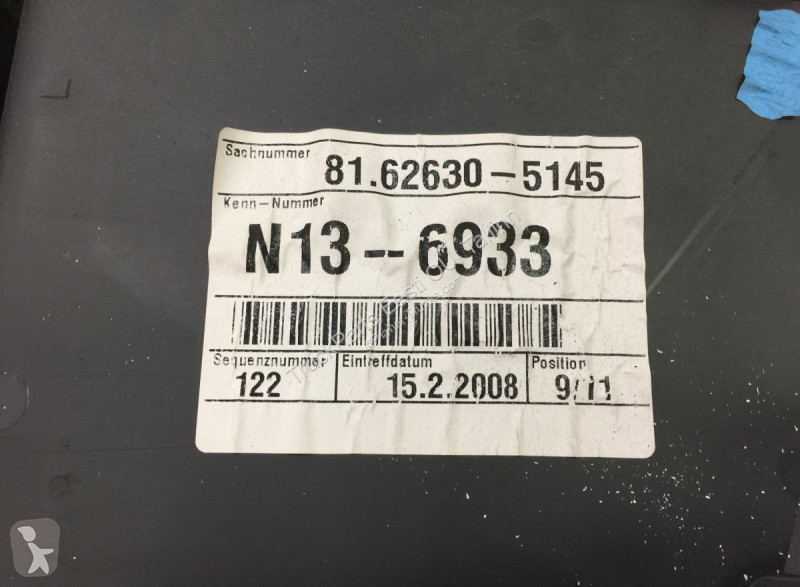 Sachnummer
81.62630-5145
Kenn-Nummer
N13--6933
Sequenznummer Eintreffdatum Position
122 15.2.2008 9/11